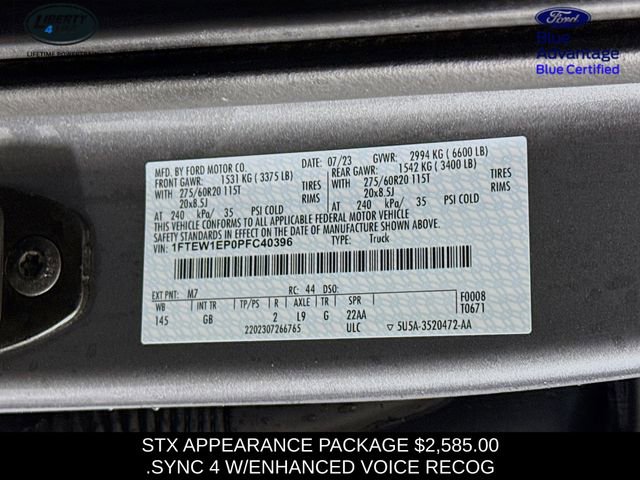 LIBERTY
4
LIFETIME POWERTRAIN
Ford
Blue
Advantage
Blue Certified
MFD. BY FORD MOTOR CO.
DATE: 07/23 GVWR: 2994 KG ( 6600 LB)
FRONT GAWR: 1531 KG ( 3375 LB)
REAR GAWR: 1542 KG ( 3400 LB)
WITH 275/60R20 115T TIRES
WITH 275/60R20 115T TIRES
20x8.5J RIMS
20x8.5J RIMS
AT 240 kPa/ 35 PSI COLD
AT 240 kPa/ 35 PSI COLD
THIS VEHICLE CONFORMS TO ALL APPLICABLE FEDERAL MOTOR VEHICLE
SAFETY STANDARDS IN EFFECT ON THE DATE OF MANUFACTURE SHOWN ABOVE.
VIN: 1FTEW1EP0PFC40396 TYPE: Truck
EXT PNT: M7 RC: 44 DSO:
WB INT TR TP/PS R AXLE TR SPR
145 GB 2 L9 G 22AA
F0008
T0671
2202307266765 ULC 5U5A-3520472-AA
STX APPEARANCE PACKAGE $2,585.00
.SYNC 4 W/ENHANCED VOICE RECOG